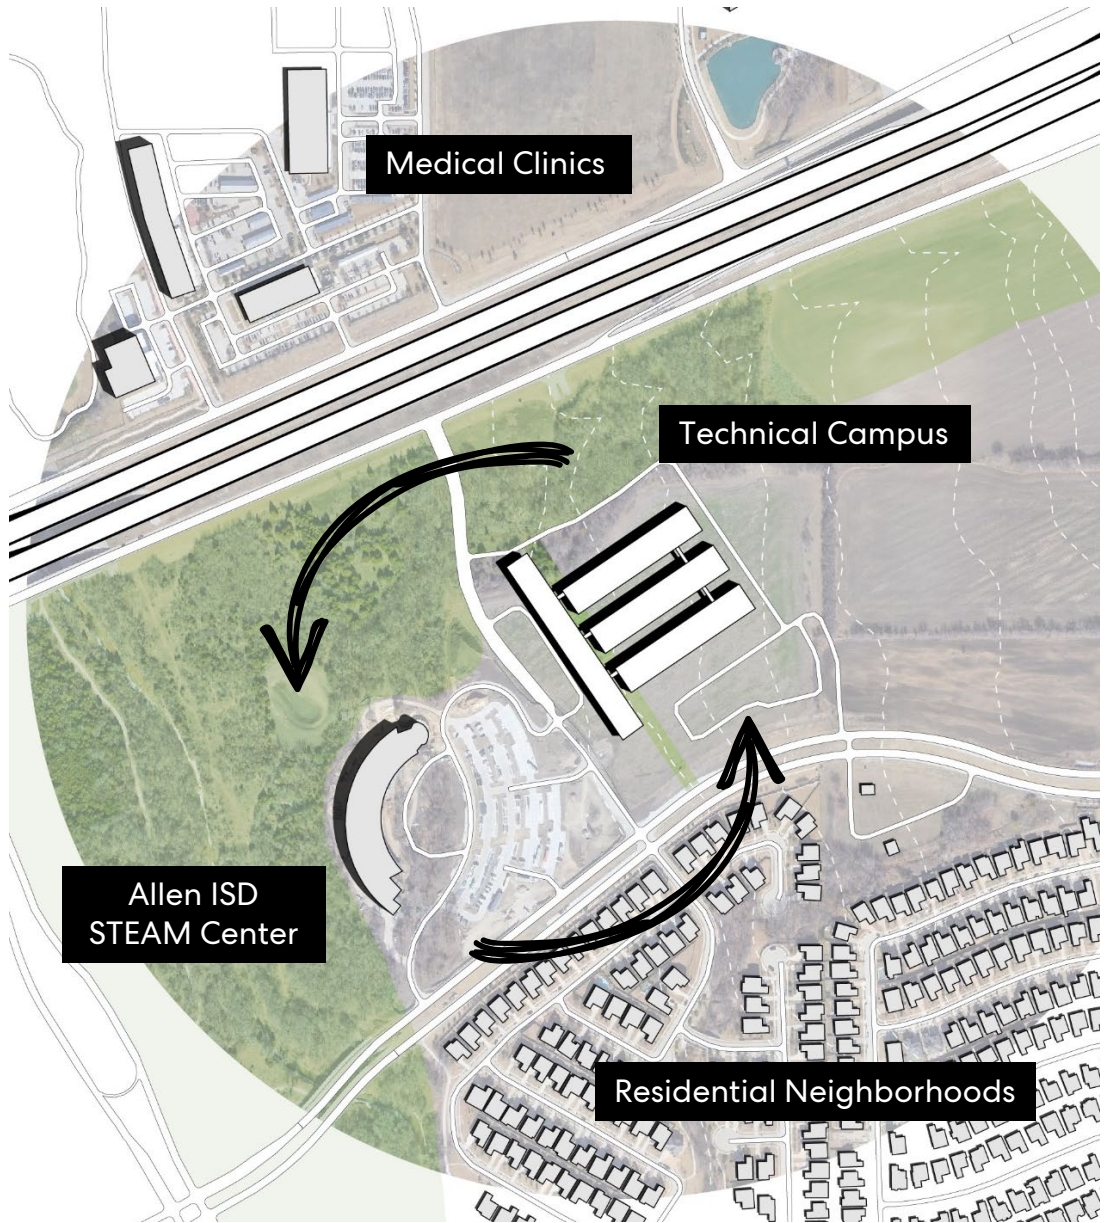 Medical Clinics
Technical Campus
Allen ISD
STEAM Center
Residential Neighborhoods